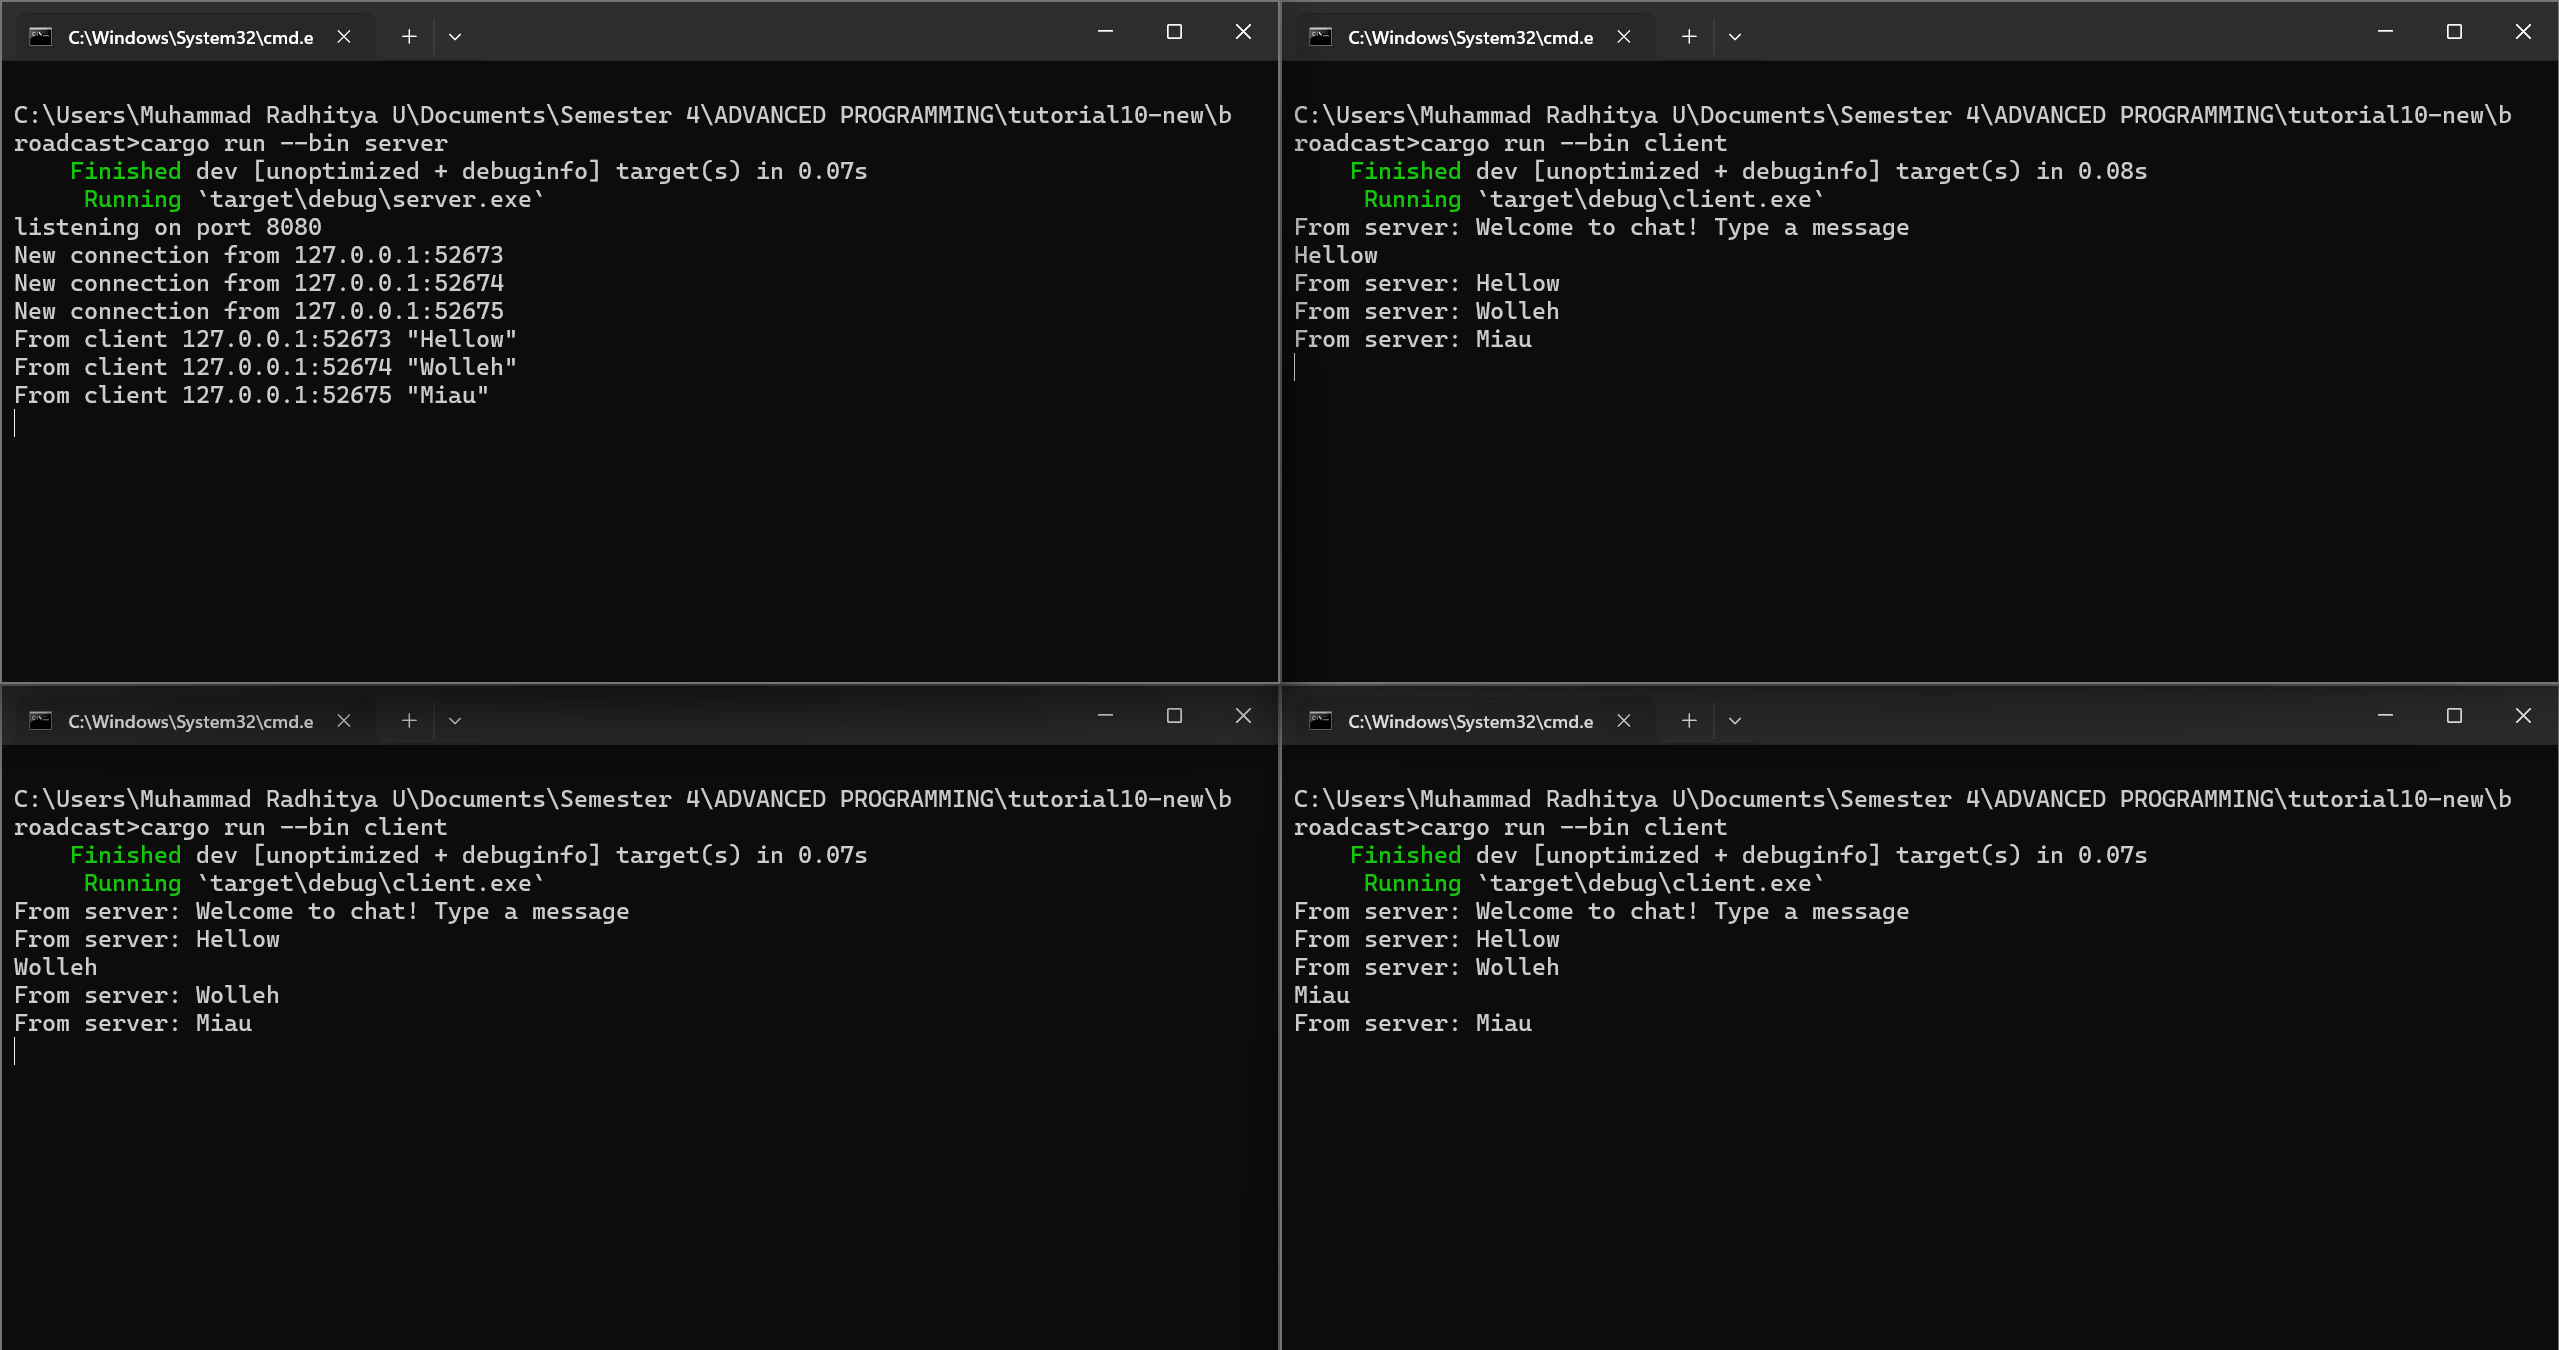 C:\Windows\System32\cmd.e
C:\Users\Muhammad Radhitya U\Documents\Semester 4\ADVANCED PROGRAMMING\tutorial10-new\b
roadcast>cargo run --bin server
    Finished dev [unoptimized + debuginfo] target(s) in 0.07s
     Running `target\debug\server.exe`
listening on port 8080
New connection from 127.0.0.1:52673
New connection from 127.0.0.1:52674
New connection from 127.0.0.1:52675
From client 127.0.0.1:52673 "Hellow"
From client 127.0.0.1:52674 "Wolleh"
From client 127.0.0.1:52675 "Miau"
C:\Windows\System32\cmd.e
C:\Users\Muhammad Radhitya U\Documents\Semester 4\ADVANCED PROGRAMMING\tutorial10-new\b
roadcast>cargo run --bin client
    Finished dev [unoptimized + debuginfo] target(s) in 0.08s
     Running `target\debug\client.exe`
From server: Welcome to chat! Type a message
Hellow
From server: Hellow
From server: Wolleh
From server: Miau
C:\Windows\System32\cmd.e
C:\Users\Muhammad Radhitya U\Documents\Semester 4\ADVANCED PROGRAMMING\tutorial10-new\b
roadcast>cargo run --bin client
    Finished dev [unoptimized + debuginfo] target(s) in 0.07s
     Running `target\debug\client.exe`
From server: Welcome to chat! Type a message
From server: Hellow
Wolleh
From server: Wolleh
From server: Miau
C:\Windows\System32\cmd.e
C:\Users\Muhammad Radhitya U\Documents\Semester 4\ADVANCED PROGRAMMING\tutorial10-new\b
roadcast>cargo run --bin client
    Finished dev [unoptimized + debuginfo] target(s) in 0.07s
     Running `target\debug\client.exe`
From server: Welcome to chat! Type a message
From server: Hellow
From server: Wolleh
Miau
From server: Miau